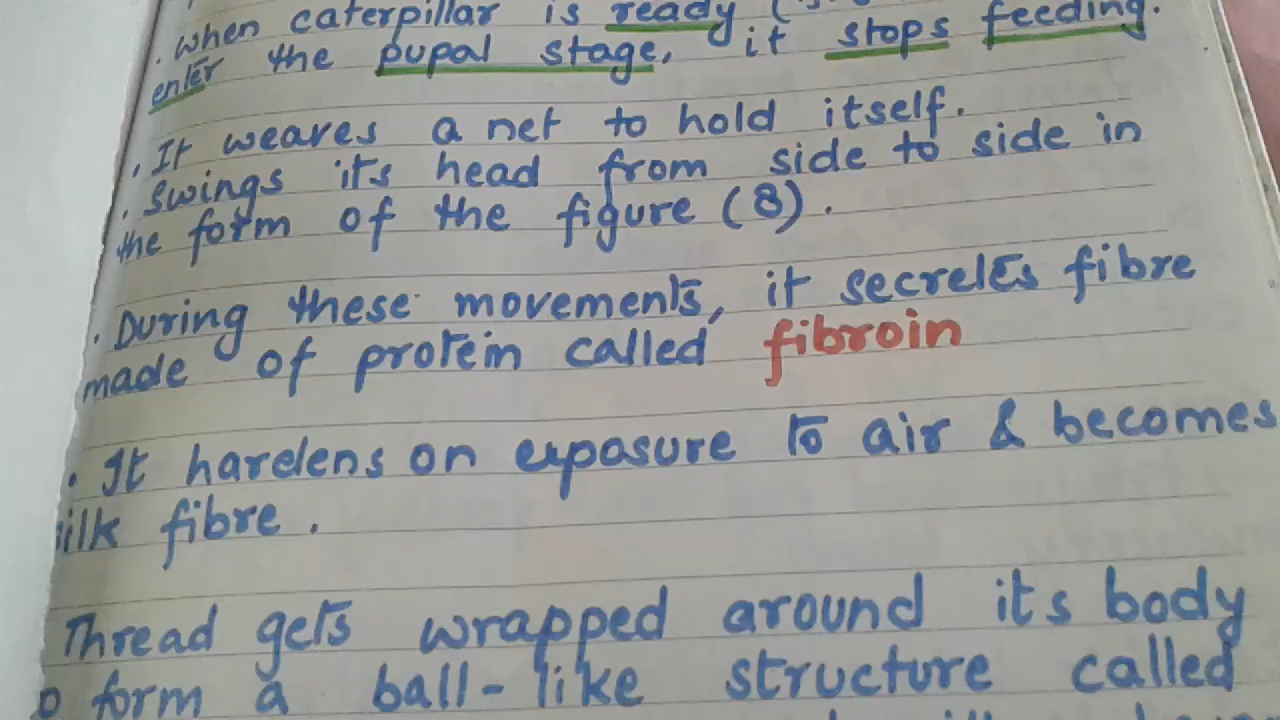 . when caterpillar is ready (
enter the pupal stage, it stops feeding.
. It weaves a net to hold itself.
. Swings its head from side to side in
the form of the figure (8).
. During these movements, it secretes fibre
made of protein called fibroin
. It hardens on exposure to air & becomes
silk fibre.
Thread gets wrapped around its body
to form a ball-like structure called